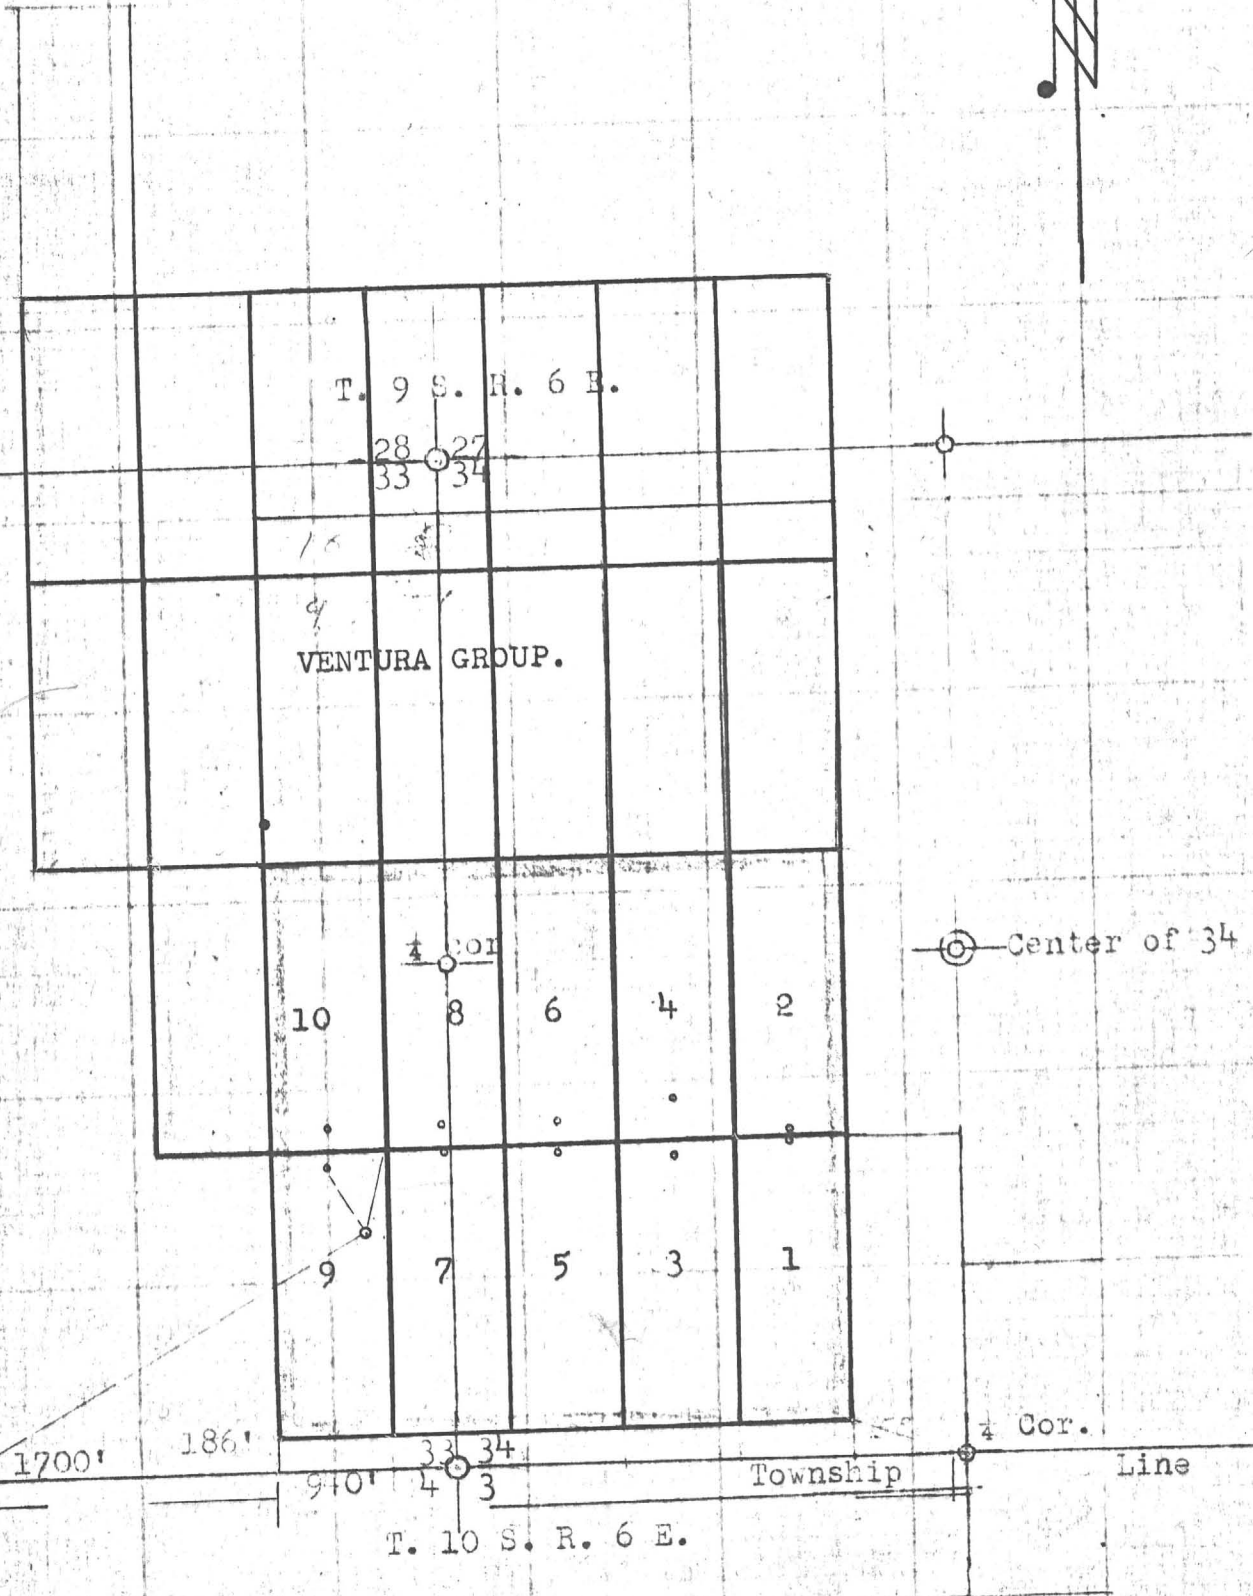 T. 9 S. R. 6 E.
28 27
33 34
VENTURA GROUP.
¼ cor
Center of 34
10 8 6 4 2
9 7 5 3 1
¼ Cor.
1700' 186' 33 34
940' 4 3 Township Line
T. 10 S. R. 6 E.